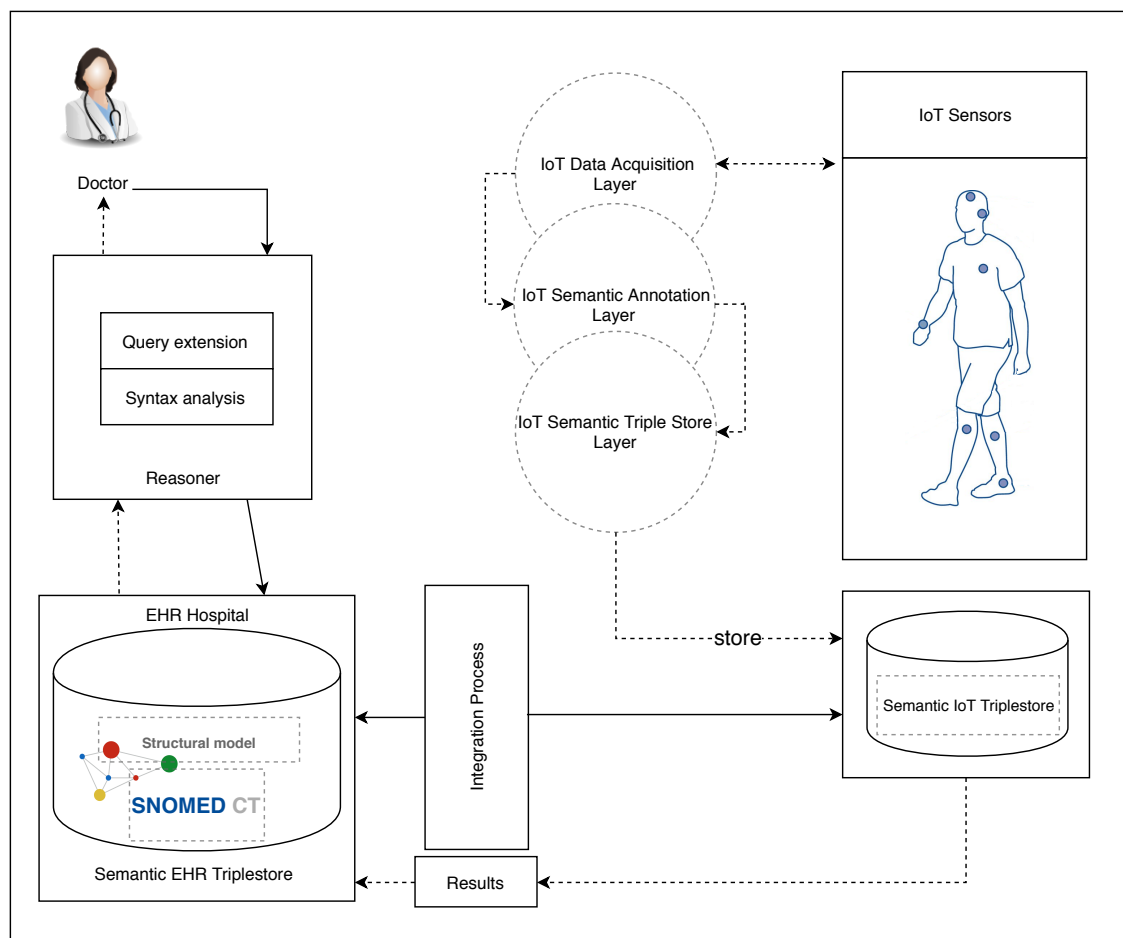 Doctor
Query extension
Syntax analysis
Reasoner
IoT Data Acquisition
Layer
IoT Semantic Annotation
Layer
IoT Semantic Triple Store
Layer
IoT Sensors
EHR Hospital
Structural model
SNOMED CT
Semantic EHR Triplestore
Integration Process
Results
store
Semantic IoT Triplestore